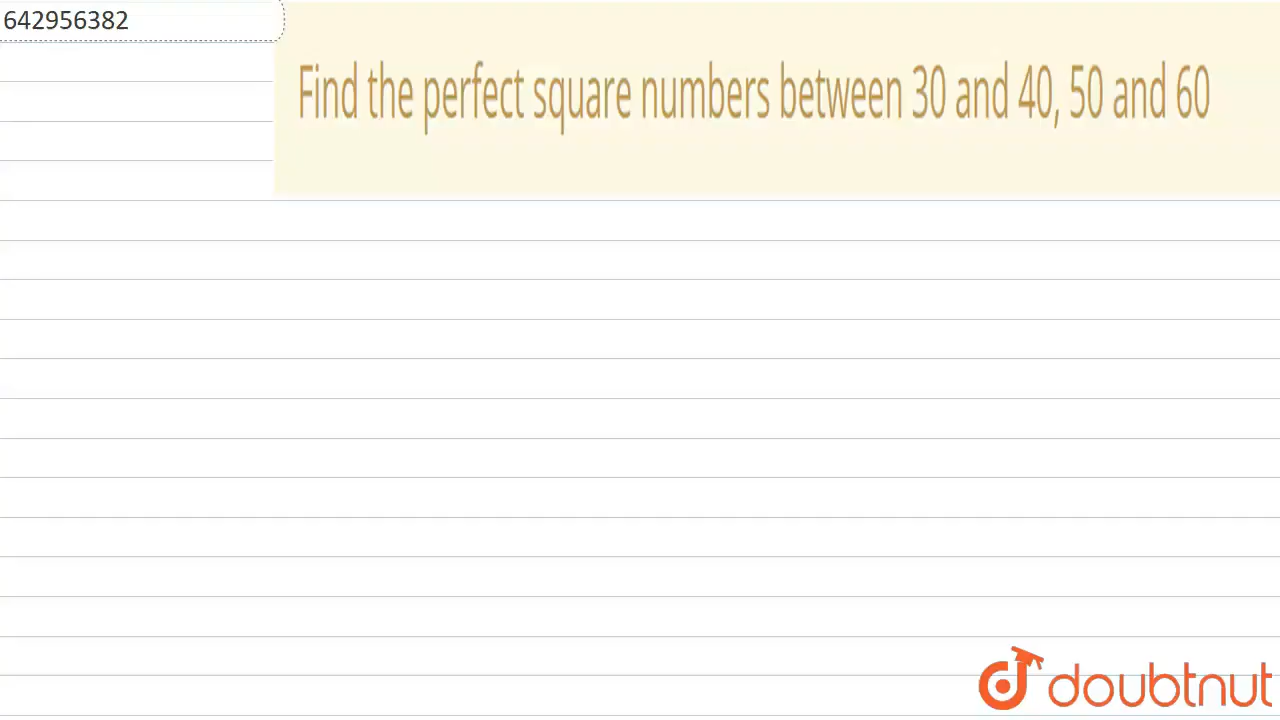 642956382
Find the perfect square numbers between 30 and 40, 50 and 60
doubtnut